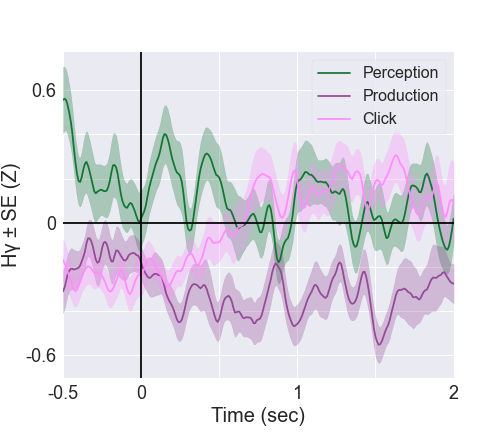 Perception
Production
Click
Hγ ± SE (Z)
0.6
0
-0.6
-0.5 0 1 2
Time (sec)